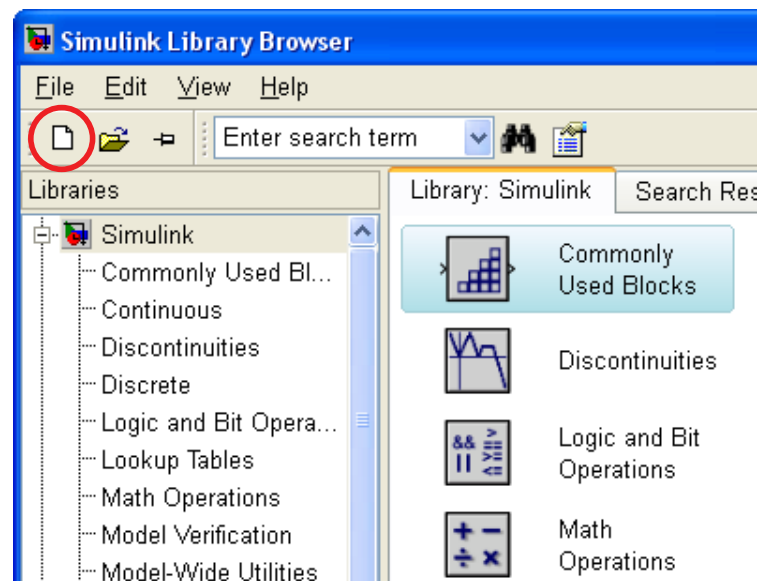 Simulink Library Browser
File Edit View Help
Enter search term
Libraries
Library: Simulink
Search Res
Simulink
Commonly Used Bl...
Continuous
Discontinuities
Discrete
Logic and Bit Opera...
Lookup Tables
Math Operations
Model Verification
Model-Wide Utilities
Commonly
Used Blocks
Discontinuities
&& >
== 
|| >=
<=
Logic and Bit
Operations
+ −
÷ ×
Math
Operations